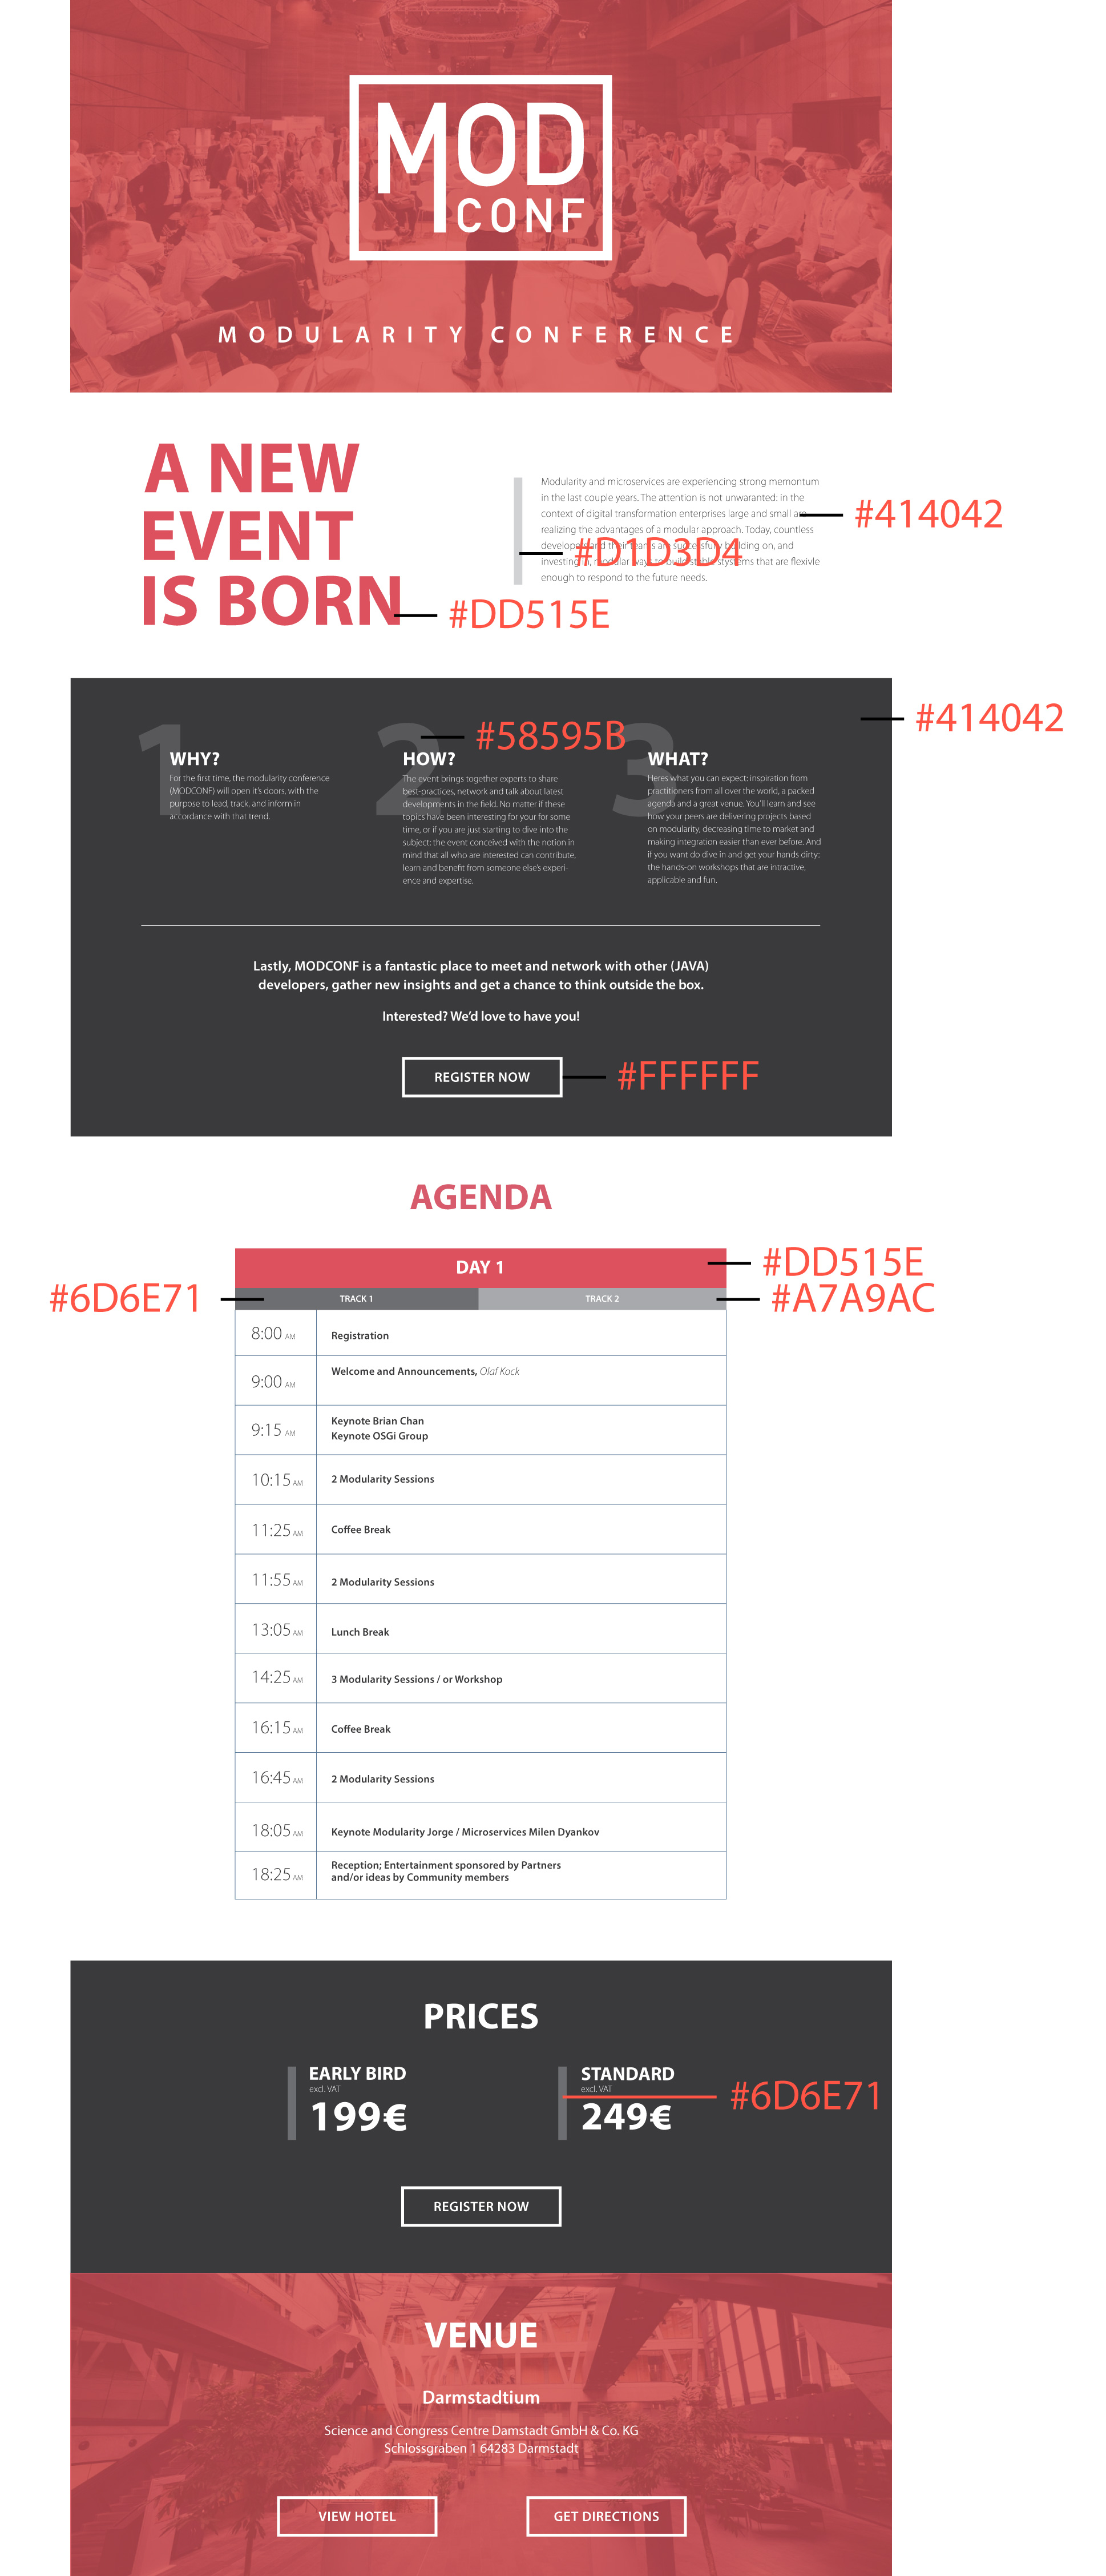 MOD
CONF
MODULARITY CONFERENCE
A NEW
EVENT
IS BORN
#DD515E
Modularity and microservices are experiencing strong memontum
in the last couple years. The attention is not unwaranted: in the
context of digital transformation enterprises large and small are
realizing the advantages of a modular approach. Today, countless
developers and their teams are successfuly building on, and
investing in, modular ways to build stable stystems that are flexivle
enough to respond to the future needs.
#414042
#D1D3D4
#414042
1
WHY?
For the first time, the modularity conference
(MODCONF) will open it's doors, with the
purpose to lead, track, and inform in
accordance with that trend.
2
#58595B
HOW?
The event brings together experts to share
best-practices, network and talk about latest
developments in the field. No matter if these
topics have been interesting for your for some
time, or if you are just starting to dive into the
subject: the event conceived with the notion in
mind that all who are interested can contribute,
learn and benefit from someone else's experi-
ence and expertise.
3
WHAT?
Heres what you can expect: inspiration from
practitioners from all over the world, a packed
agenda and a great venue. You'll learn and see
how your peers are delivering projects based
on modularity, decreasing time to market and
making integration easier than ever before. And
if you want do dive in and get your hands dirty:
the hands-on workshops that are intractive,
applicable and fun.
Lastly, MODCONF is a fantastic place to meet and network with other (JAVA)
developers, gather new insights and get a chance to think outside the box.
Interested? We'd love to have you!
REGISTER NOW
#FFFFFF
AGENDA
DAY 1
#DD515E
#6D6E71
TRACK 1
TRACK 2
#A7A9AC
8:00 AM Registration
9:00 AM Welcome and Announcements, Olaf Kock
9:15 AM Keynote Brian Chan
Keynote OSGi Group
10:15 AM 2 Modularity Sessions
11:25 AM Coffee Break
11:55 AM 2 Modularity Sessions
13:05 AM Lunch Break
14:25 AM 3 Modularity Sessions / or Workshop
16:15 AM Coffee Break
16:45 AM 2 Modularity Sessions
18:05 AM Keynote Modularity Jorge / Microservices Milen Dyankov
18:25 AM Reception; Entertainment sponsored by Partners
and/or ideas by Community members
PRICES
EARLY BIRD
excl. VAT
199€
STANDARD
excl. VAT
249€
#6D6E71
REGISTER NOW
VENUE
Darmstadtium
Science and Congress Centre Damstadt GmbH & Co. KG
Schlossgraben 1 64283 Darmstadt
VIEW HOTEL
GET DIRECTIONS